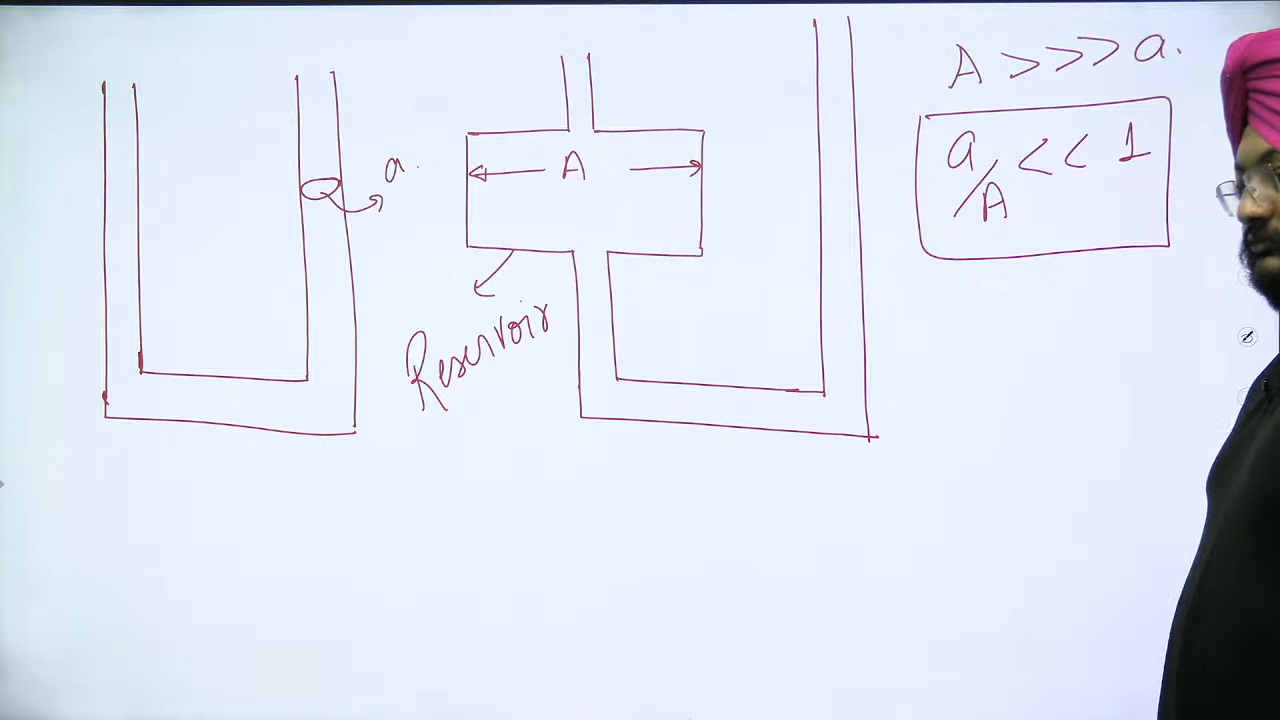 A >>> a.
a/A << 1
a.
A
Reservoir